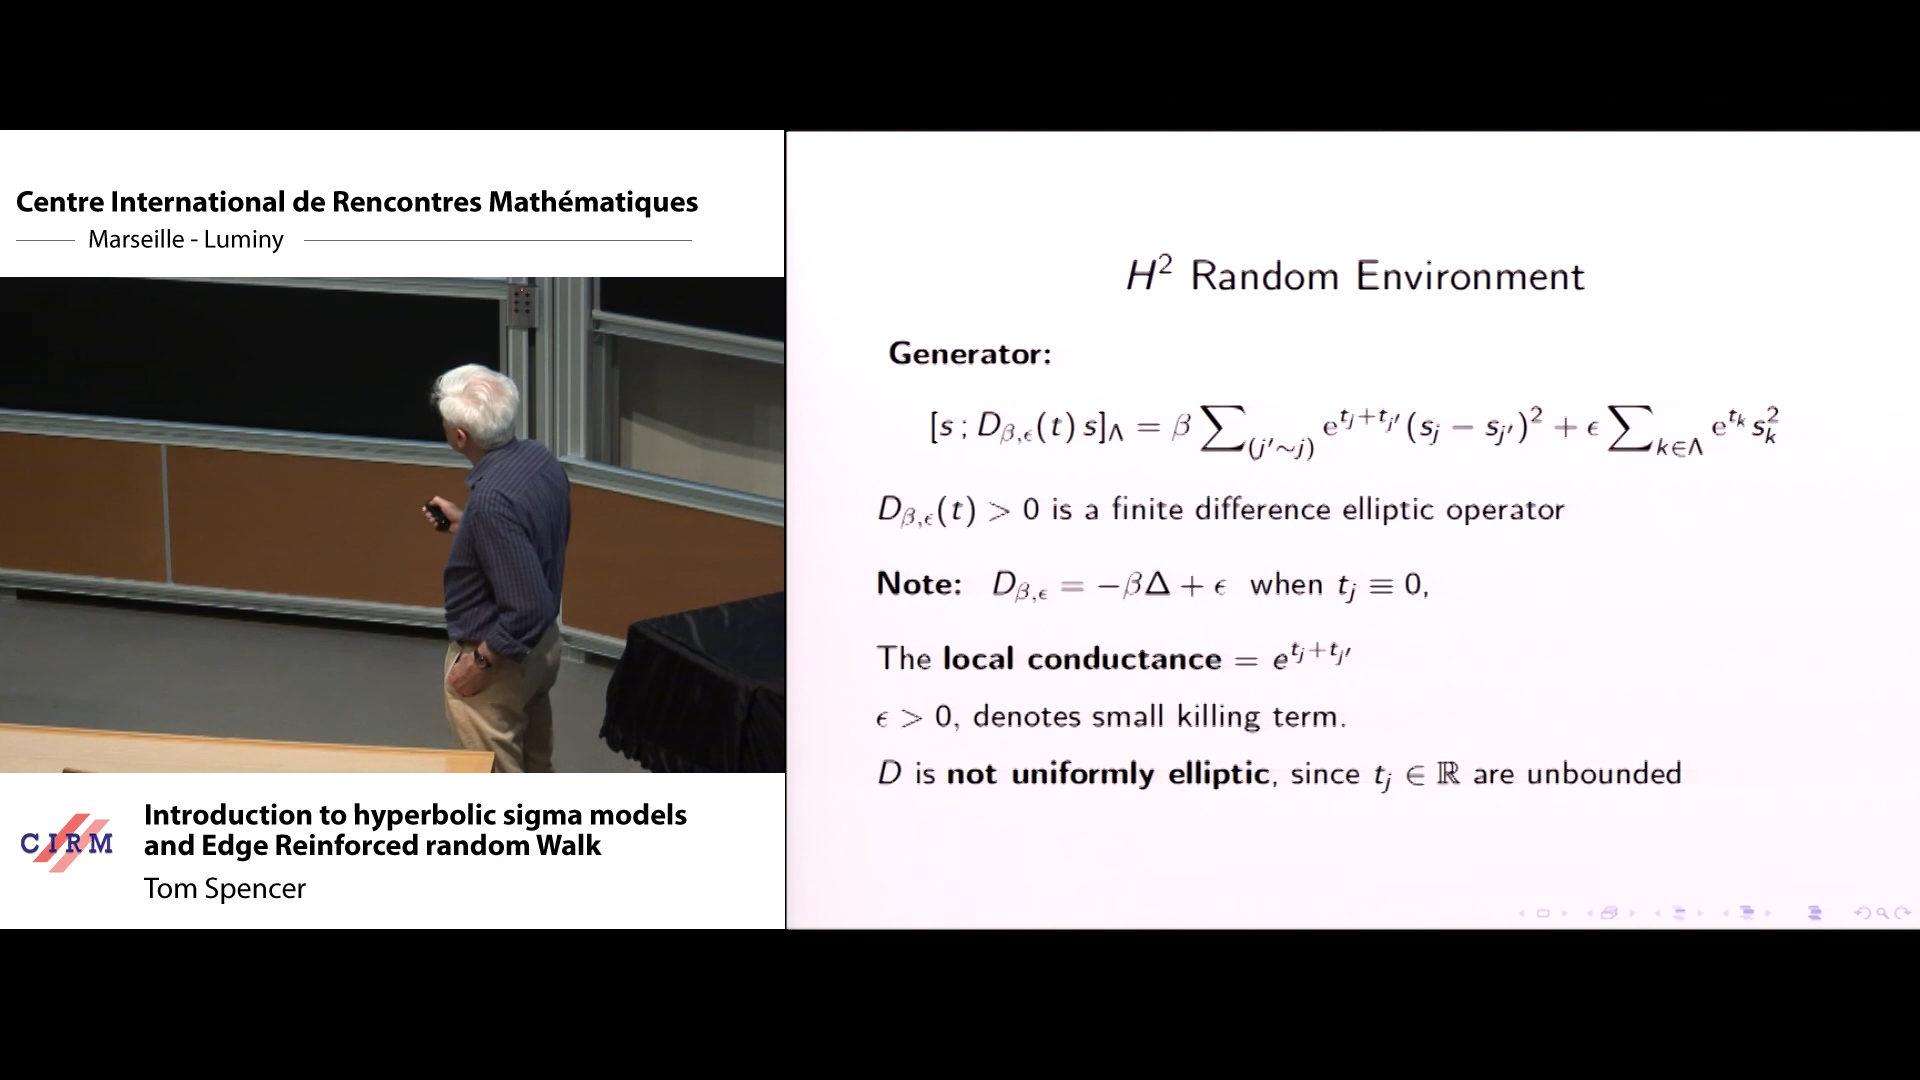 Centre International de Rencontres Mathématiques
Marseille - Luminy
CIRM
Introduction to hyperbolic sigma models
and Edge Reinforced random Walk
Tom Spencer
H² Random Environment
Generator:
[s ; D_{β,ϵ}(t) s]_Λ = β ∑_{(j′∼j)} e^{t_j+t_{j′}} (s_j − s_{j′})² + ϵ ∑_{k∈Λ} e^{t_k} s_k²
D_{β,ϵ}(t) > 0 is a finite difference elliptic operator
Note: D_{β,ϵ} = −βΔ + ϵ when t_j ≡ 0,
The local conductance = e^{t_j+t_{j′}}
ϵ > 0, denotes small killing term.
D is not uniformly elliptic, since t_j ∈ ℝ are unbounded